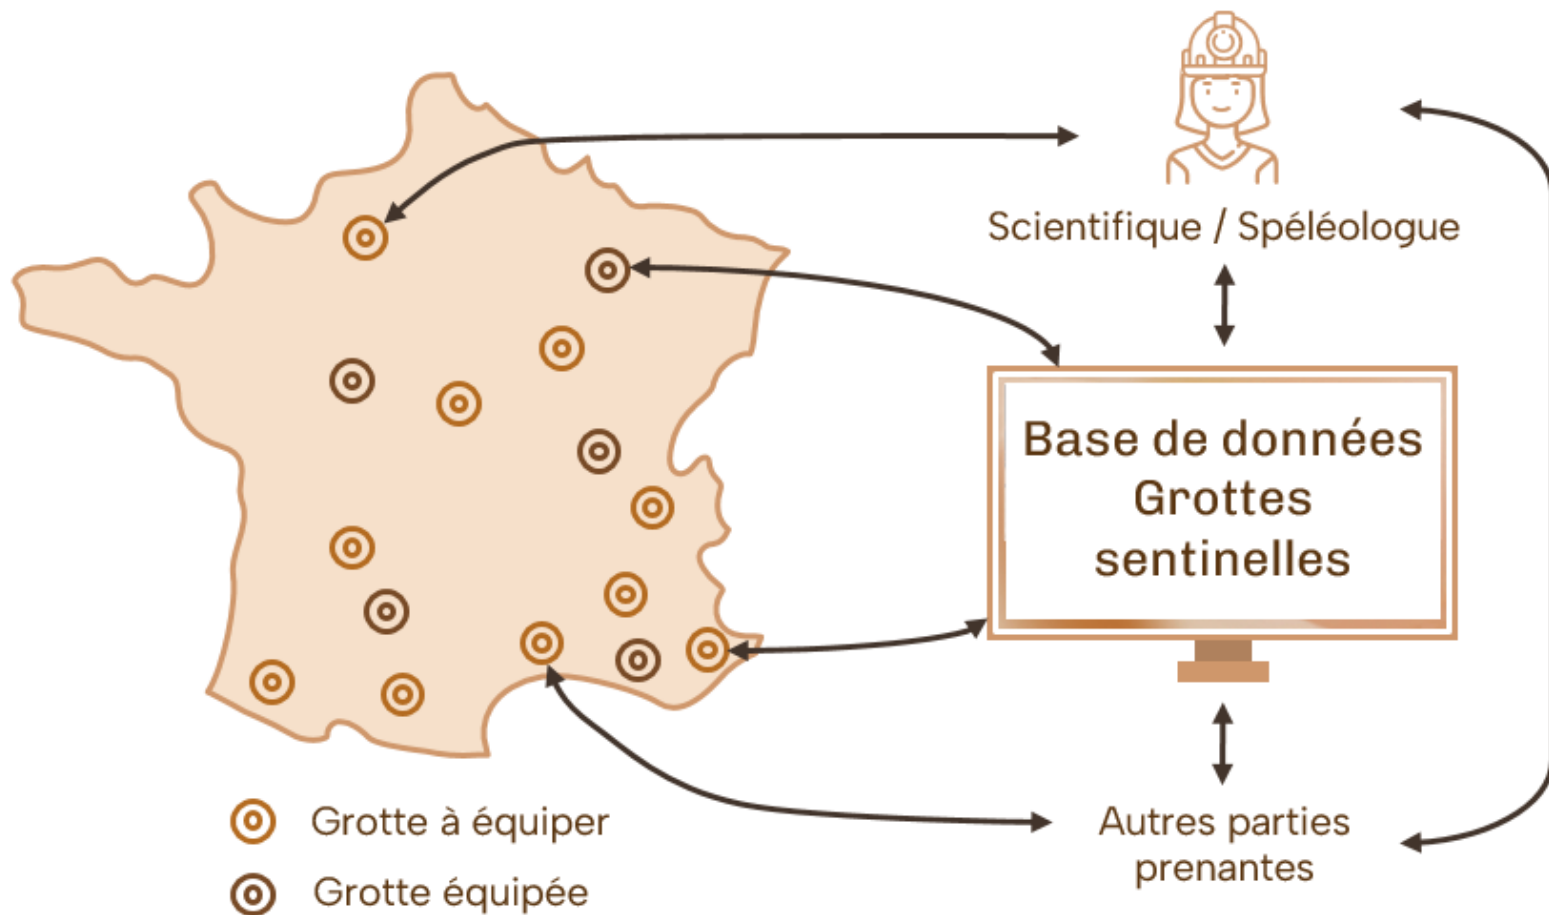 Scientifique / Spéléologue
Base de données
Grottes
sentinelles
Autres parties
prenantes
Grotte à équiper
Grotte équipée